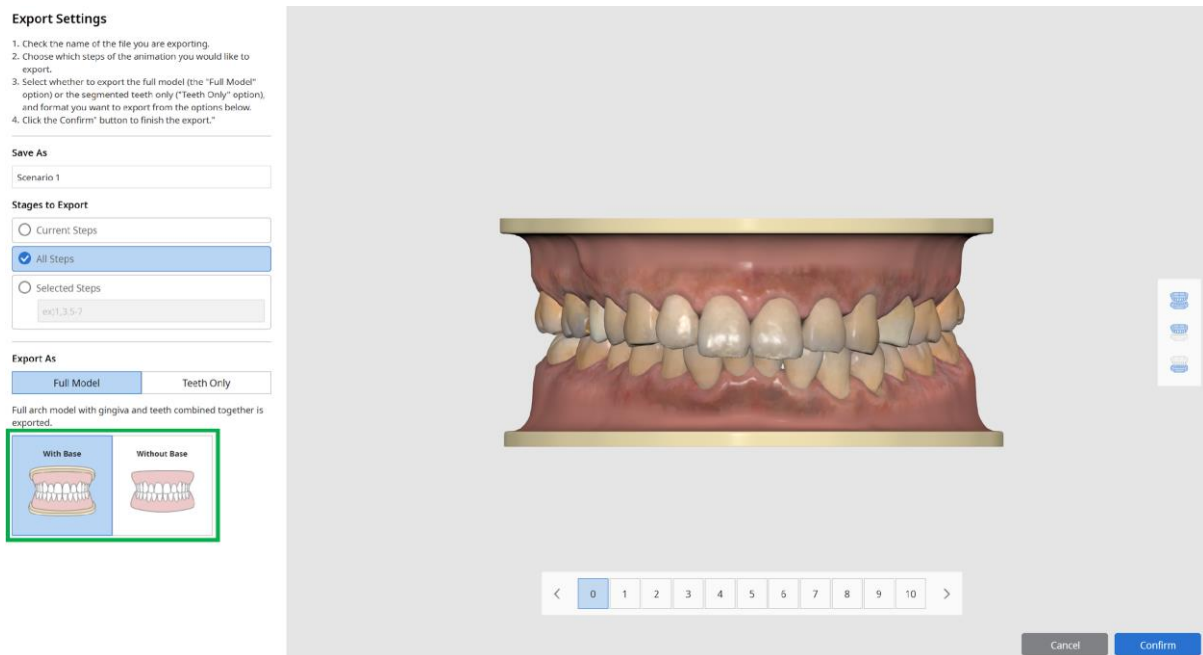 Export Settings
1. Check the name of the file you are exporting.
2. Choose which steps of the animation you would like to
export.
3. Select whether to export the full model (the "Full Model"
option) or the segmented teeth only ("Teeth Only" option),
and format you want to export from the options below.
4. Click the Confirm" button to finish the export."
Save As
Scenario 1
Stages to Export
Current Steps
All Steps
Selected Steps
ex)1,3.5-7
Export As
Full Model Teeth Only
Full arch model with gingiva and teeth combined together is
exported.
With Base Without Base
0 1 2 3 4 5 6 7 8 9 10
Cancel Confirm